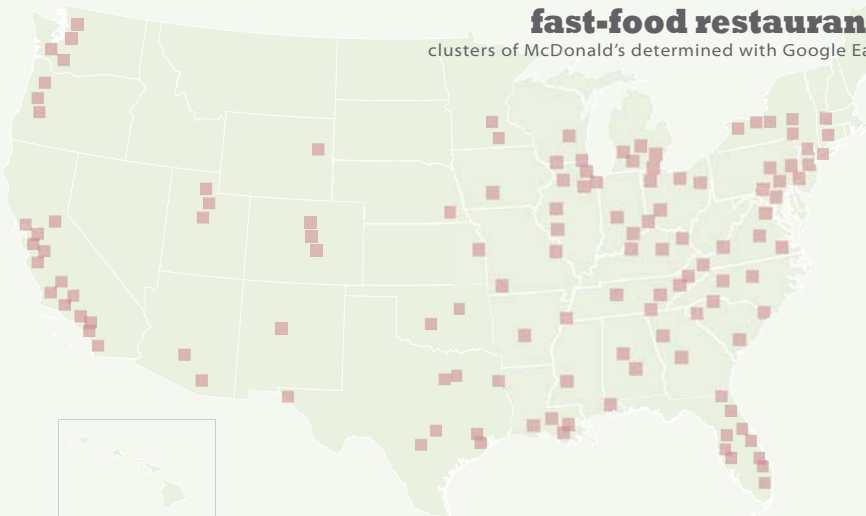 fast-food restauran
clusters of McDonald's determined with Google Ea